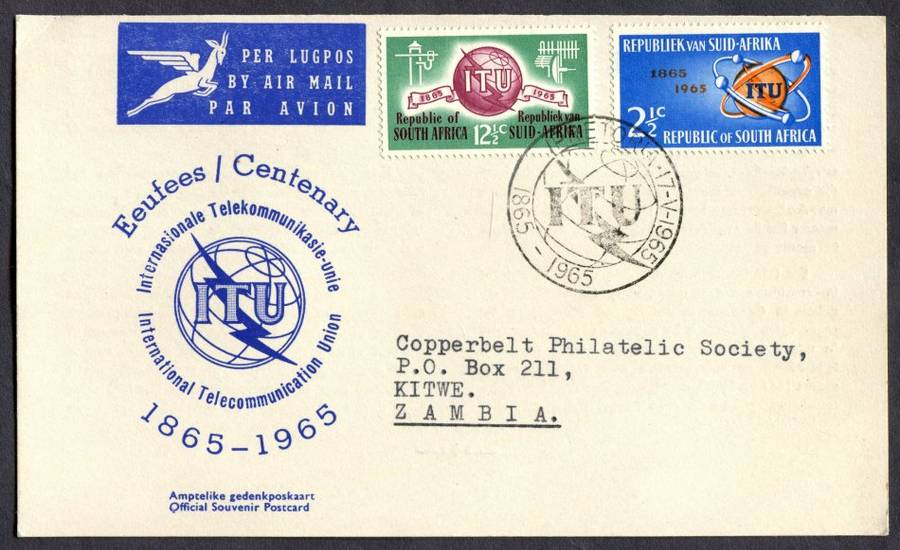 PER LUGPOS
BY AIR MAIL
PAR AVION
1865 1965
ITU
Republic of Republiek van
SOUTH AFRICA 12½c SUID-AFRIKA
REPUBLIEK VAN SUID-AFRIKA
1865
1965
ITU
2½c
REPUBLIC OF SOUTH AFRICA
PRETORIA·17-V-1965
ITU
1865 - 1965
Eeufees / Centenary
Internasionale Telekommunikasie-unie
ITU
International Telecommunication Union
1865-1965
Copperbelt Philatelic Society,
P.O. Box 211,
KITWE.
ZAMBIA.
Amptelike gedenkposkaart
Official Souvenir Postcard